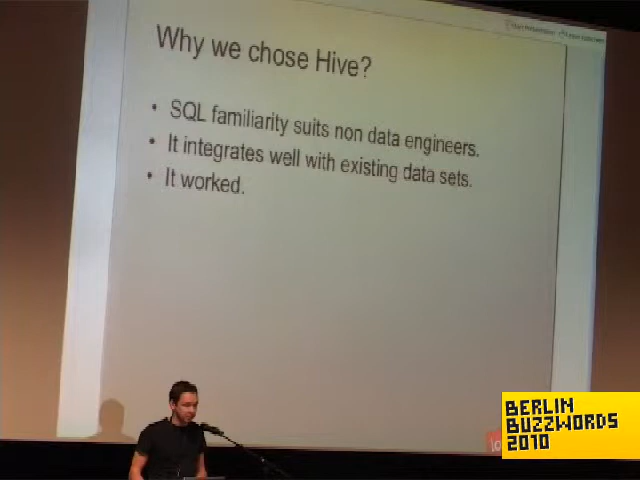 Why we chose Hive?
• SQL familiarity suits non data engineers.
• It integrates well with existing data sets.
• It worked.
BERLIN
BUZZWORDS
2010